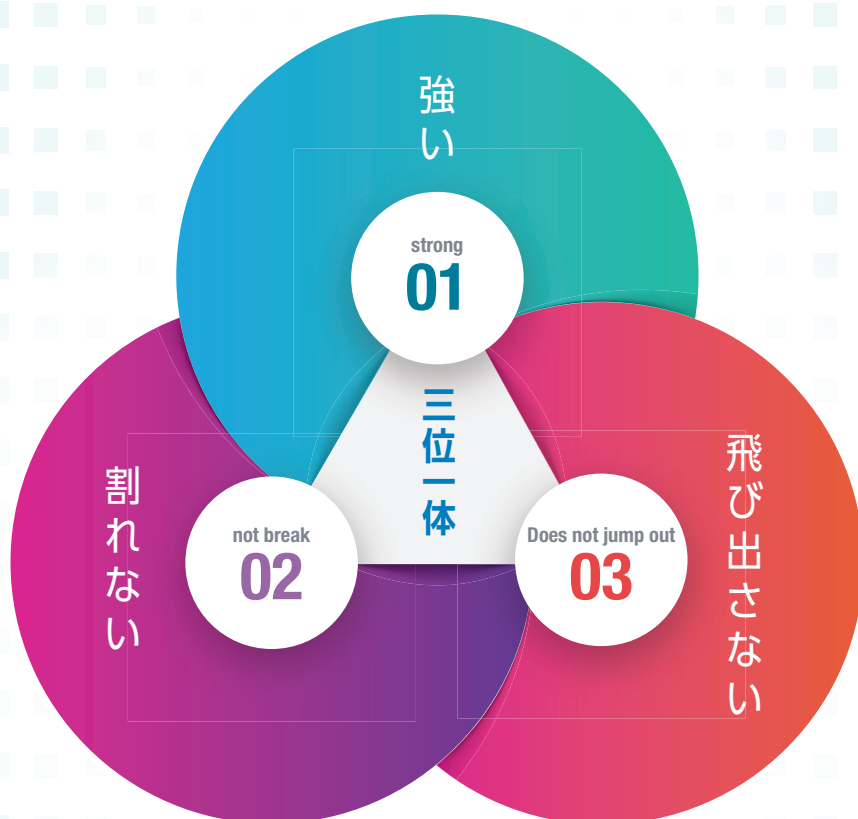 強い
strong
01
三位一体
割れない
not break
02
Does not jump out
03
飛び出さない